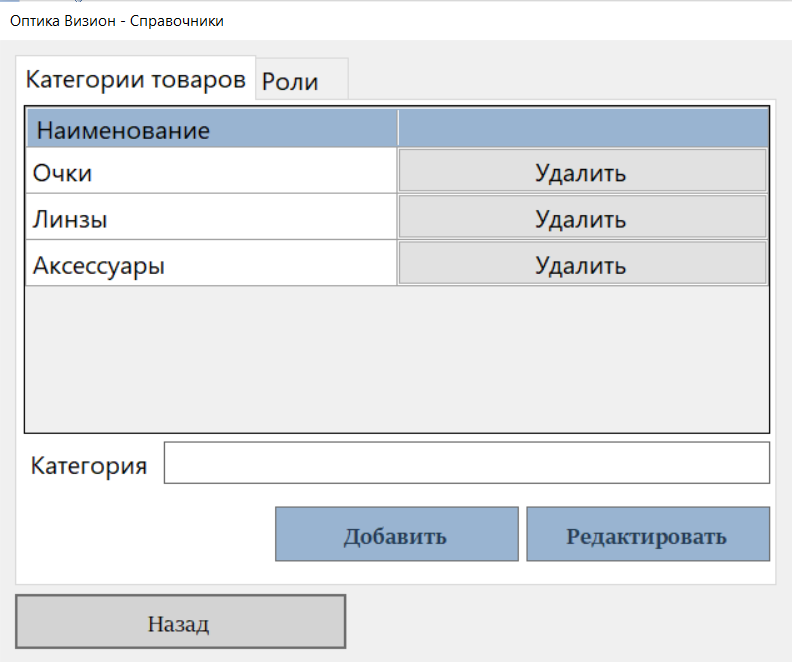 Оптика Визион - Справочники
Категории товаров Роли
Наименование
Очки Удалить
Линзы Удалить
Аксессуары Удалить
Категория
Добавить Редактировать
Назад